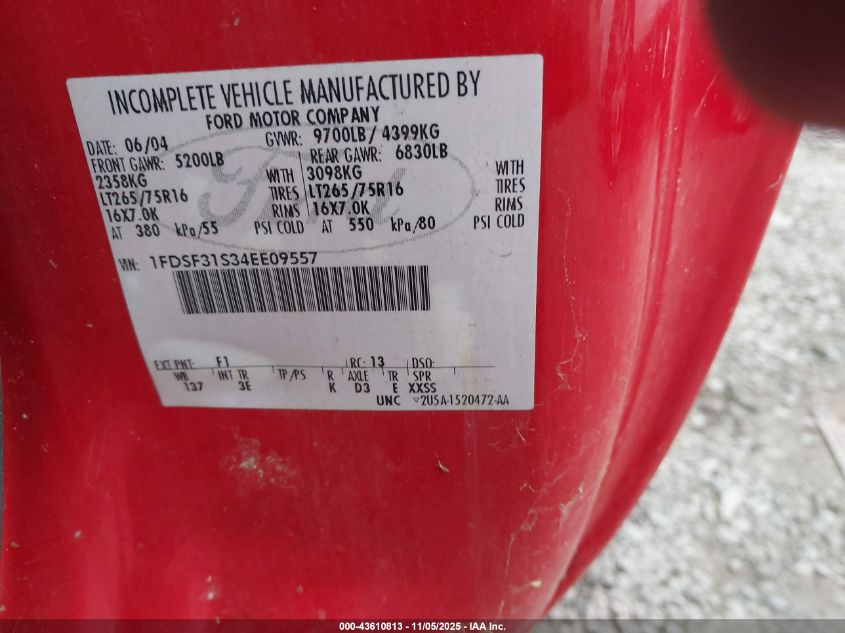 INCOMPLETE VEHICLE MANUFACTURED BY
FORD MOTOR COMPANY
DATE: 06/04 GVWR: 9700LB/ 4399KG
FRONT GAWR: 5200LB REAR GAWR: 6830LB
2358KG WITH 3098KG WITH
LT265/75R16 TIRES LT265/75R16 TIRES
16X7.0K RIMS 16X7.0K RIMS
AT 380 kPa/55 PSI COLD AT 550 kPa/80 PSI COLD
Ford
VIN: 1FDSF31S34EE09557
EXT PNT: F1 RC: 13 DSO:
WB INT TR TP/PS R AXLE TR SPR
137 3E K D3 E XXSS
UNC 2U5A-1520472-AA
000-43610813 - 11/05/2025 - IAA Inc.